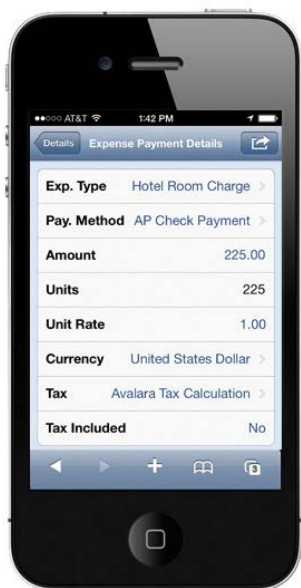 AT&T 1:42 PM
Details Expense Payment Details
Exp. Type Hotel Room Charge
Pay. Method AP Check Payment
Amount 225.00
Units 225
Unit Rate 1.00
Currency United States Dollar
Tax Avalara Tax Calculation
Tax Included No
3